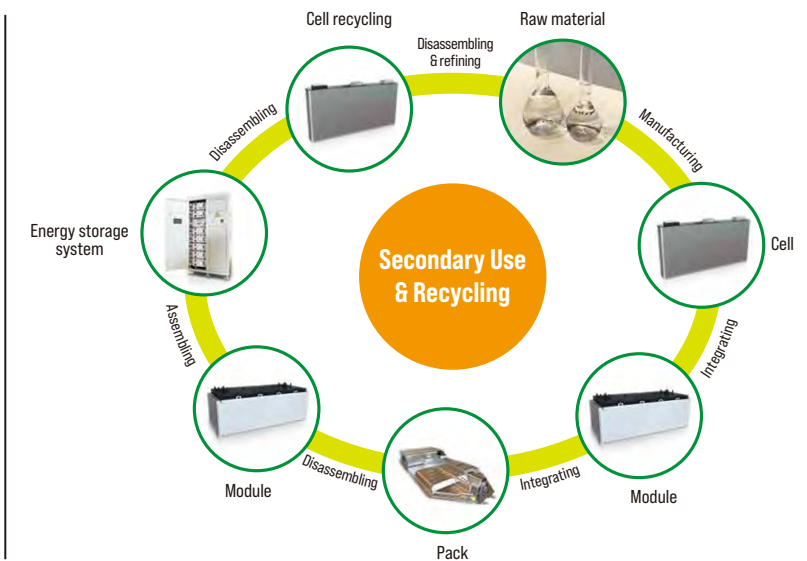 Cell recycling
Raw material
Disassembling
& refining
Disassembling
Manufacturing
Energy storage
system
Secondary Use
& Recycling
Cell
Assembling
Integrating
Module
Disassembling
Integrating
Module
Pack